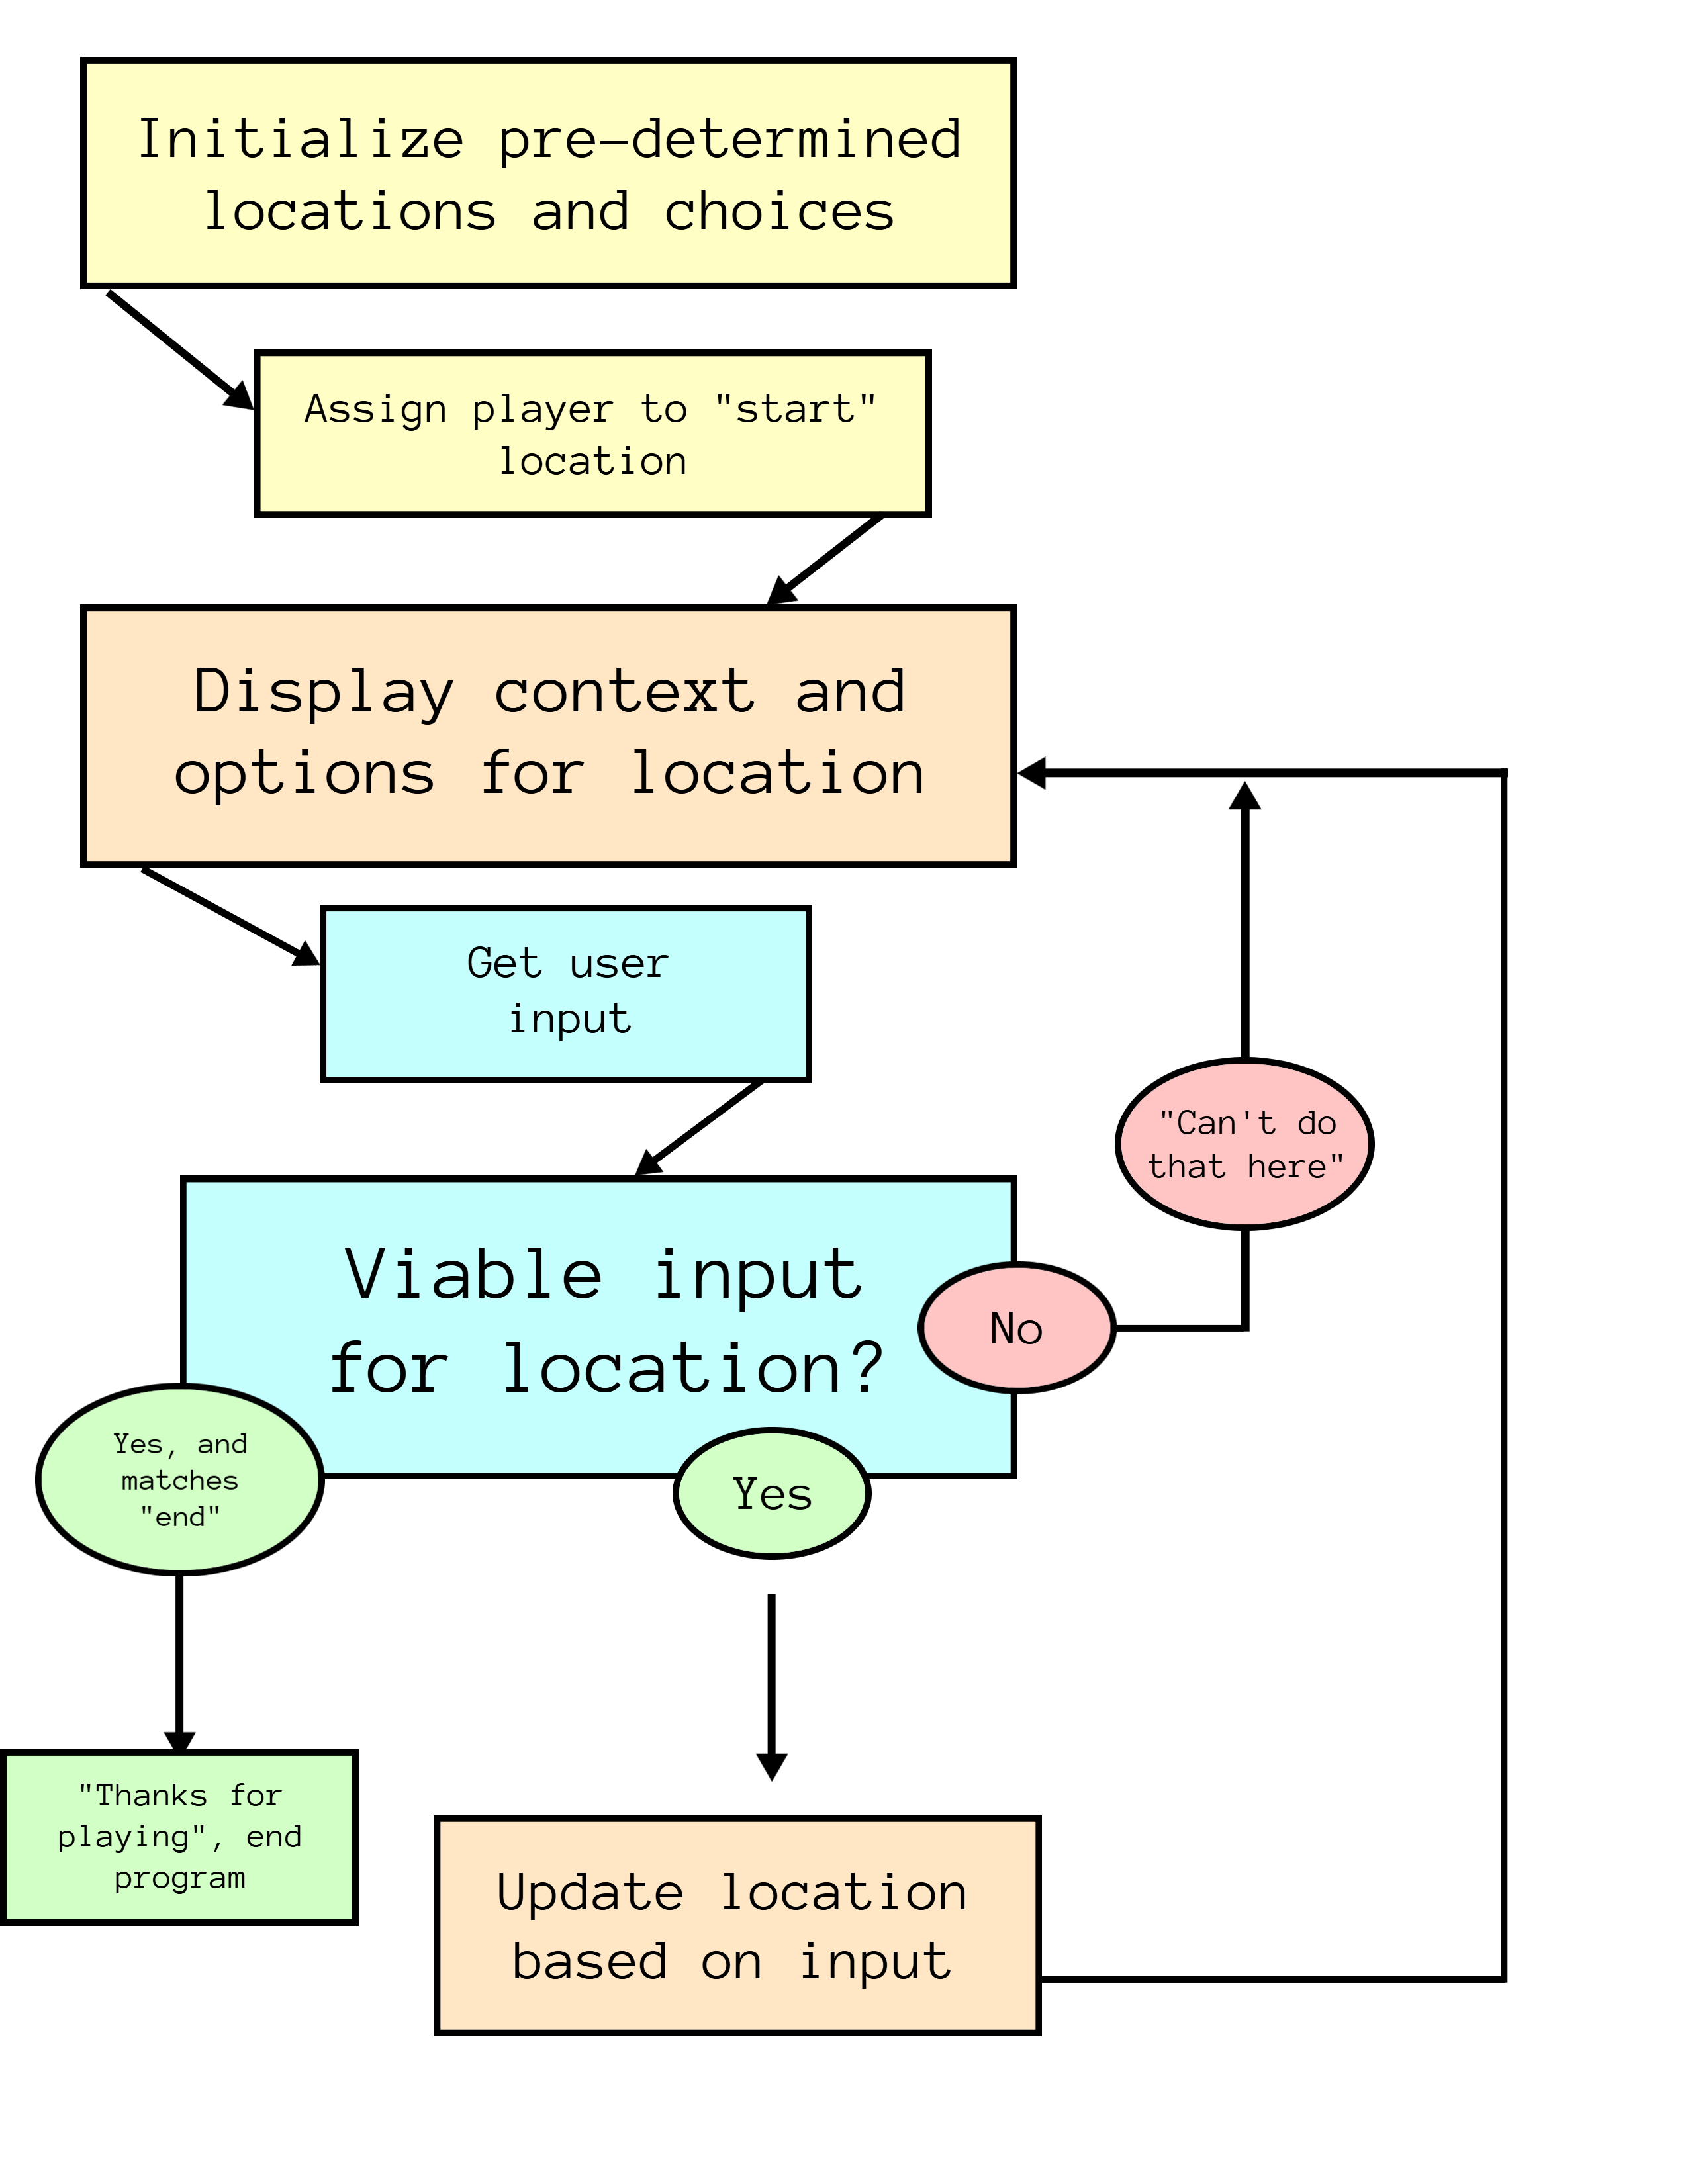 Initialize pre-determined
locations and choices
Assign player to "start"
location
Display context and
options for location
Get user
input
"Can't do
that here"
Viable input
for location?
No
Yes, and
matches
"end"
Yes
"Thanks for
playing", end
program
Update location
based on input